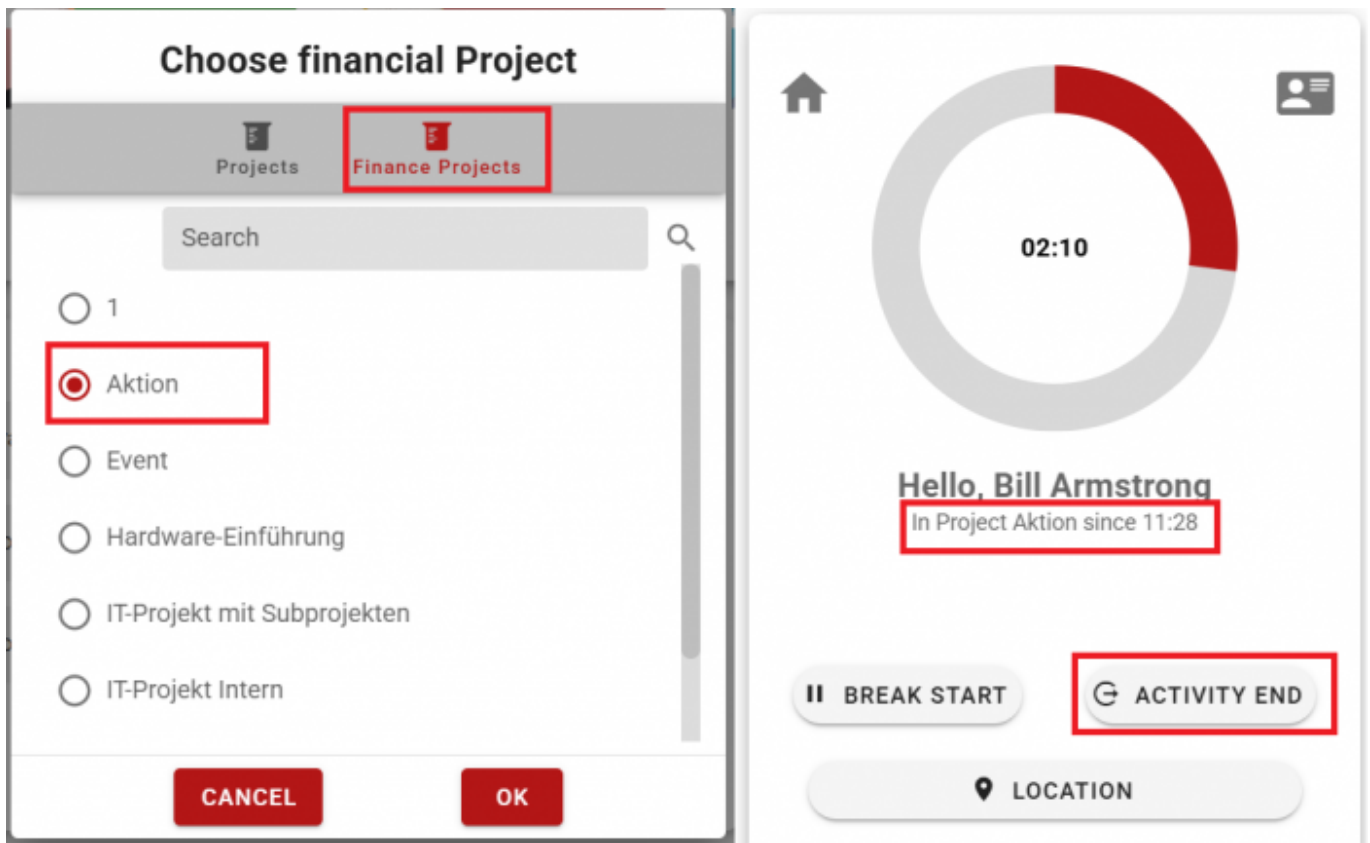 Choose financial Project
Projects
Finance Projects
Search
1
Aktion
Event
Hardware-Einführung
IT-Projekt mit Subprojekten
IT-Projekt Intern
CANCEL
OK
02:10
Hello, Bill Armstrong
In Project Aktion since 11:28
BREAK START
ACTIVITY END
LOCATION